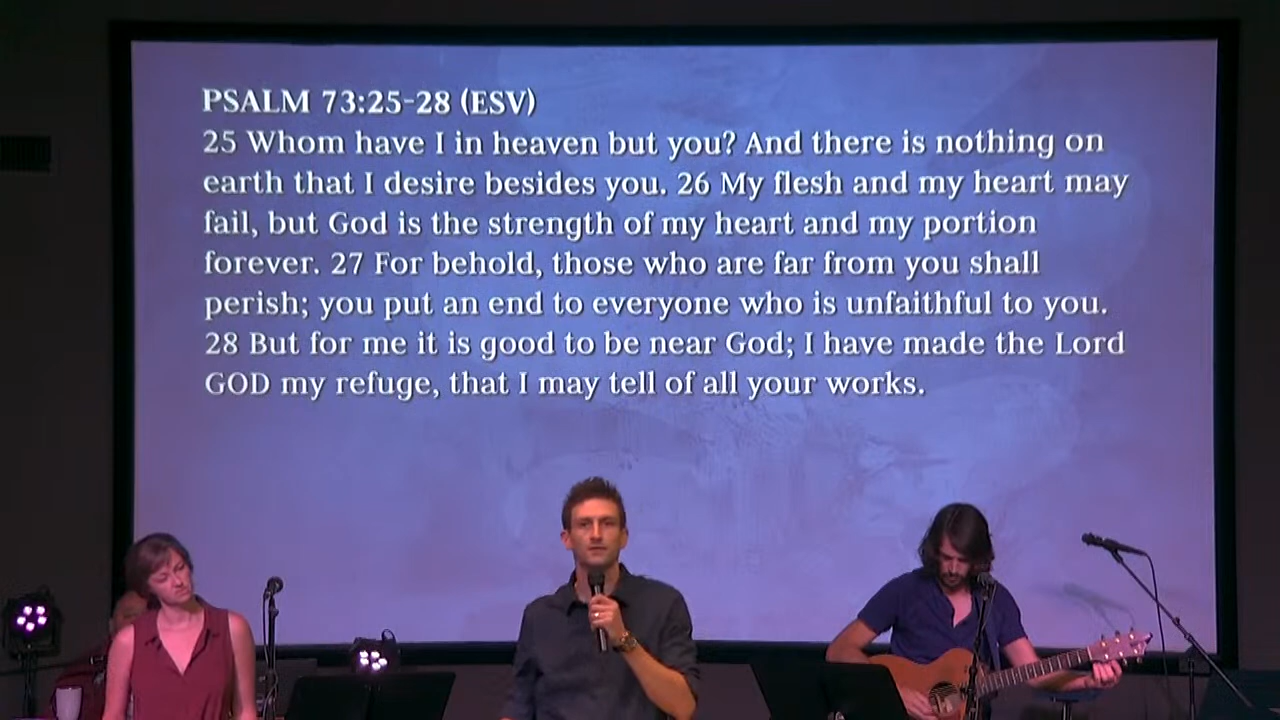 PSALM 73:25-28 (ESV)
25 Whom have I in heaven but you? And there is nothing on
earth that I desire besides you. 26 My flesh and my heart may
fail, but God is the strength of my heart and my portion
forever. 27 For behold, those who are far from you shall
perish; you put an end to everyone who is unfaithful to you.
28 But for me it is good to be near God; I have made the Lord
GOD my refuge, that I may tell of all your works.